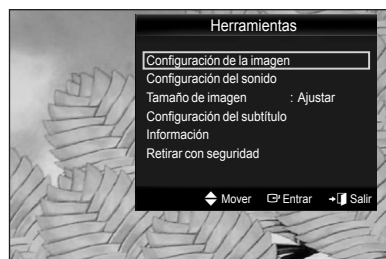 Herramientas
Configuración de la imagen
Configuración del sonido
Tamaño de imagen : Ajustar
Configuración del subtítulo
Información
Retirar con seguridad
Mover Entrar Salir